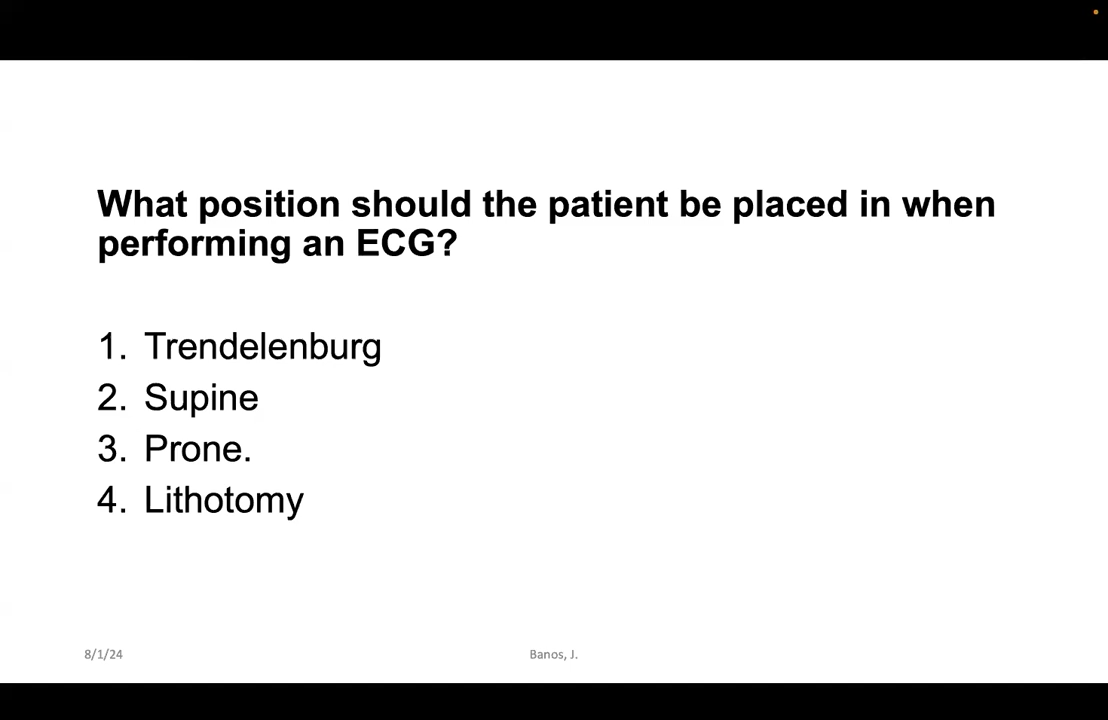 What position should the patient be placed in when
performing an ECG?
1. Trendelenburg
2. Supine
3. Prone.
4. Lithotomy
8/1/24
Banos, J.